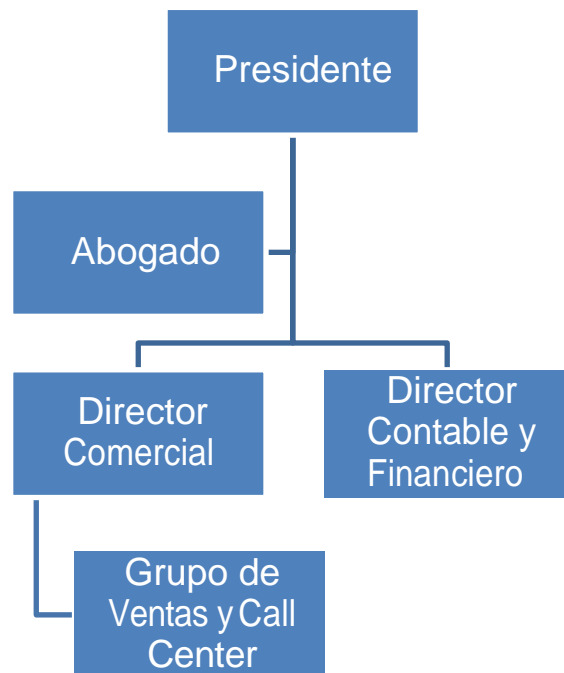 Presidente
Abogado
Director
Comercial
Director
Contable y
Financiero
Grupo de
Ventas y Call
Center